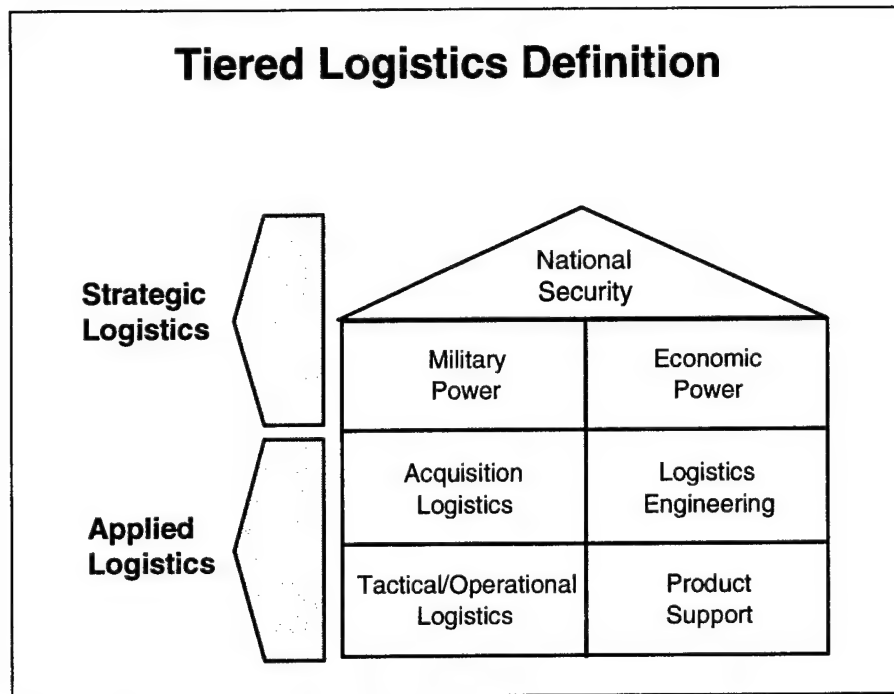 Tiered Logistics Definition
National
Security
Strategic
Logistics
Military
Power
Economic
Power
Acquisition
Logistics
Logistics
Engineering
Applied
Logistics
Tactical/Operational
Logistics
Product
Support